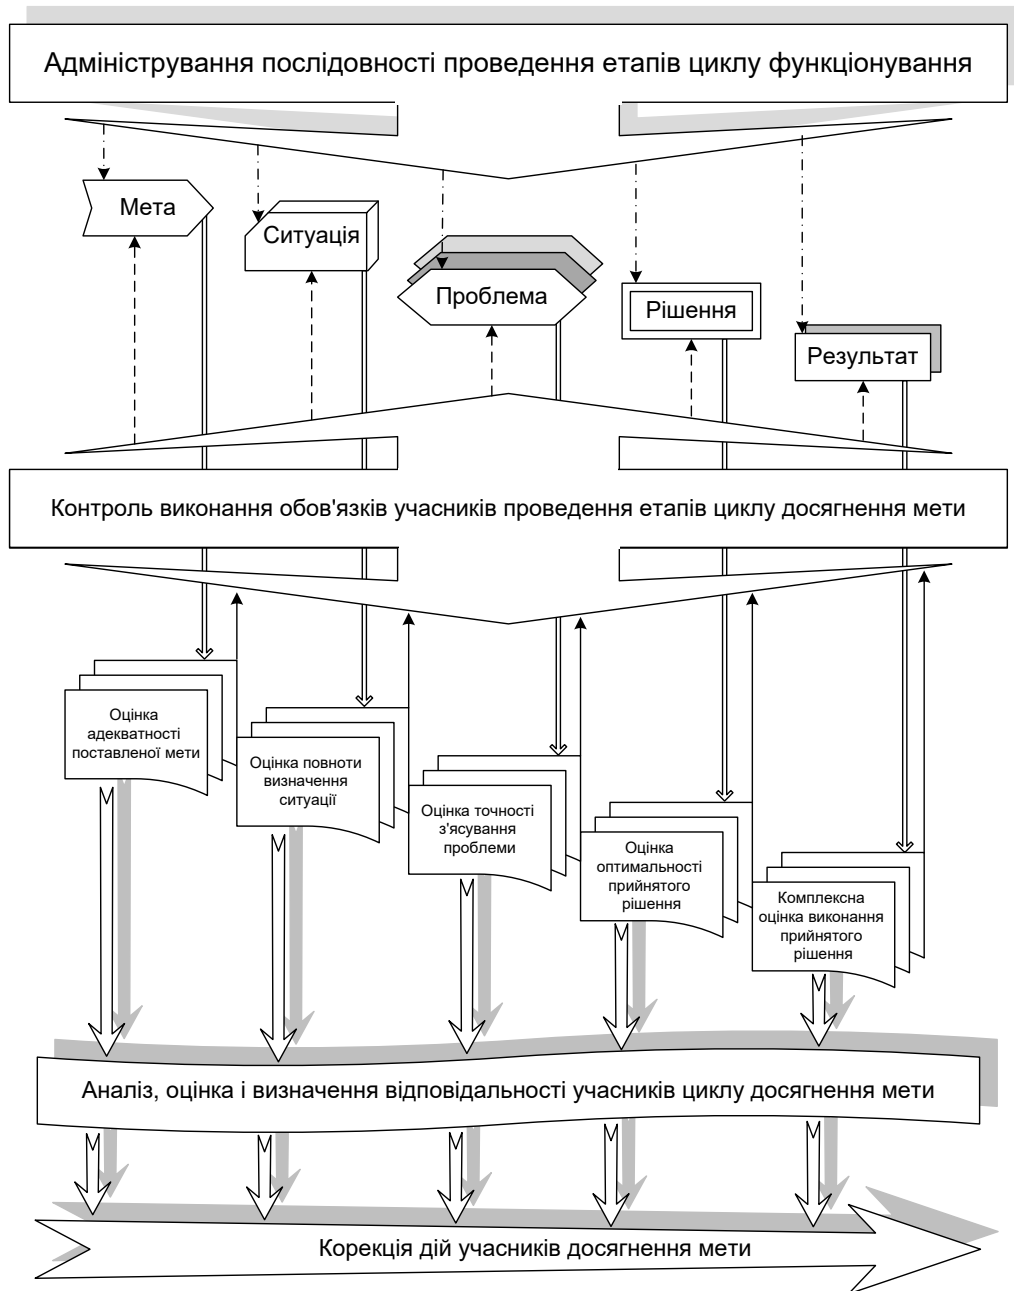 Адміністрування послідовності проведення етапів циклу функціонування
Мета
Ситуація
Проблема
Рішення
Результат
Контроль виконання обов'язків учасників проведення етапів циклу досягнення мети
Оцінка
адекватності
поставленої мети
Оцінка повноти
визначення
ситуації
Оцінка точності
з'ясування
проблеми
Оцінка
оптимальності
прийнятого
рішення
Комплексна
оцінка виконання
прийнятого
рішення
Аналіз, оцінка і визначення відповідальності учасників циклу досягнення мети
Корекція дій учасників досягнення мети